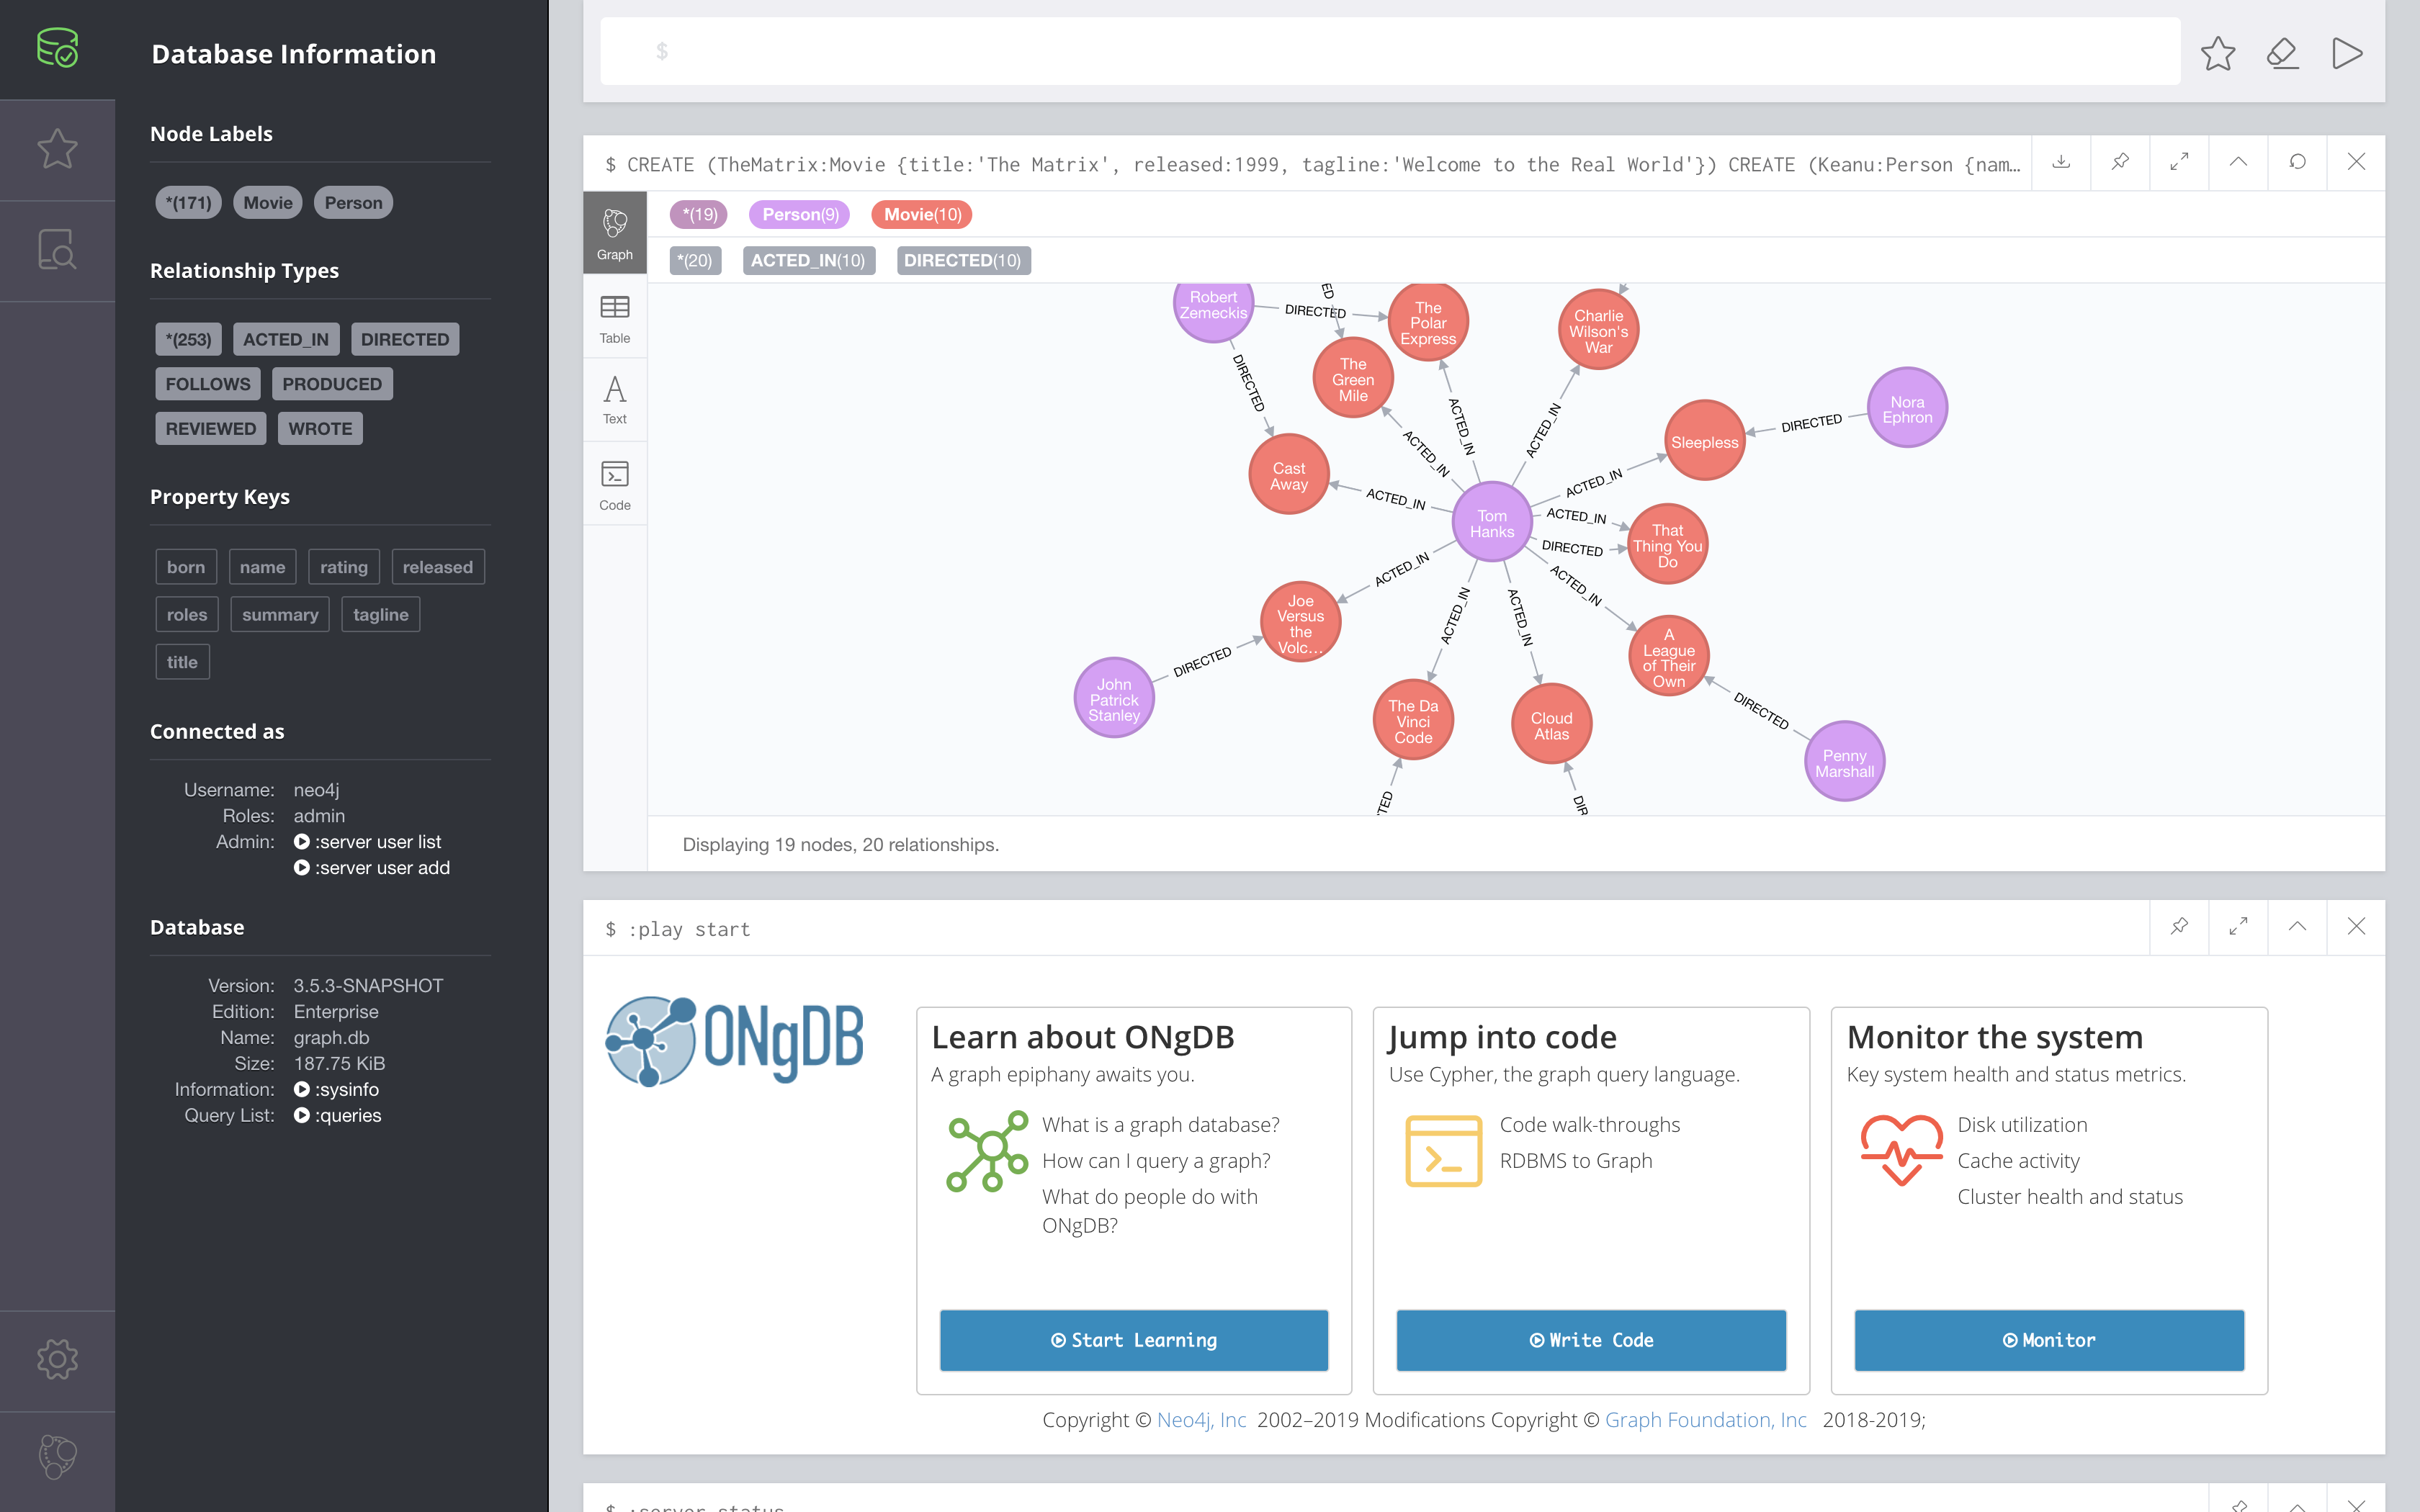 Database Information
Node Labels
*(171) Movie Person
Relationship Types
*(253) ACTED_IN DIRECTED
FOLLOWS PRODUCED
REVIEWED WROTE
Property Keys
born name rating released
roles summary tagline
title
Connected as
Username: neo4j
Roles: admin
Admin: :server user list
:server user add
Database
Version: 3.5.3-SNAPSHOT
Edition: Enterprise
Name: graph.db
Size: 187.75 KiB
Information: :sysinfo
Query List: :queries
$
$ CREATE (TheMatrix:Movie {title:'The Matrix', released:1999, tagline:'Welcome to the Real World'}) CREATE (Keanu:Person {nam…
Graph
Table
Text
Code
*(19) Person(9) Movie(10)
*(20) ACTED_IN(10) DIRECTED(10)
Robert
Zemeckis
DIRECTED
ED
The
Polar
Express
Charlie
Wilson's
War
The
Green
Mile
DIRECTED
ACTED_IN
ACTED_IN
ACTED_IN
Nora
Ephron
DIRECTED
Sleepless
Cast
Away
ACTED_IN
ACTED_IN
Tom
Hanks
ACTED_IN
DIRECTED
That
Thing You
Do
ACTED_IN
ACTED_IN
ACTED_IN
ACTED_IN
Joe
Versus
the
Volc…
DIRECTED
John
Patrick
Stanley
A
League
of Their
Own
DIRECTED
Penny
Marshall
The Da
Vinci
Code
Cloud
Atlas
TED
DIR
Displaying 19 nodes, 20 relationships.
$ :play start
ONgDB
Learn about ONgDB
A graph epiphany awaits you.
What is a graph database?
How can I query a graph?
What do people do with
ONgDB?
Start Learning
Jump into code
Use Cypher, the graph query language.
Code walk-throughs
RDBMS to Graph
Write Code
Monitor the system
Key system health and status metrics.
Disk utilization
Cache activity
Cluster health and status
Monitor
Copyright © Neo4j, Inc 2002–2019 Modifications Copyright © Graph Foundation, Inc 2018-2019;
$ :server status